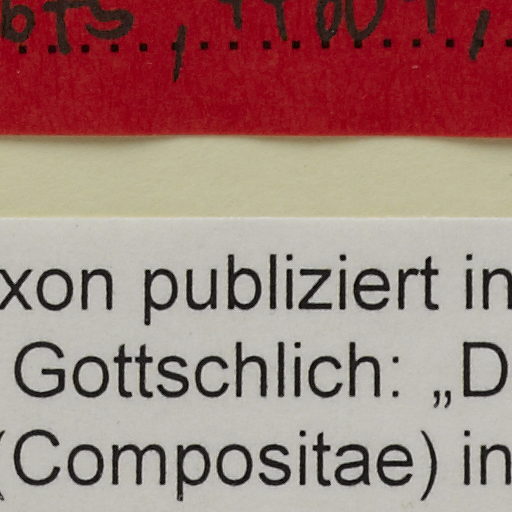 xon publiziert in
Gottschlich: „D
(Compositae) in